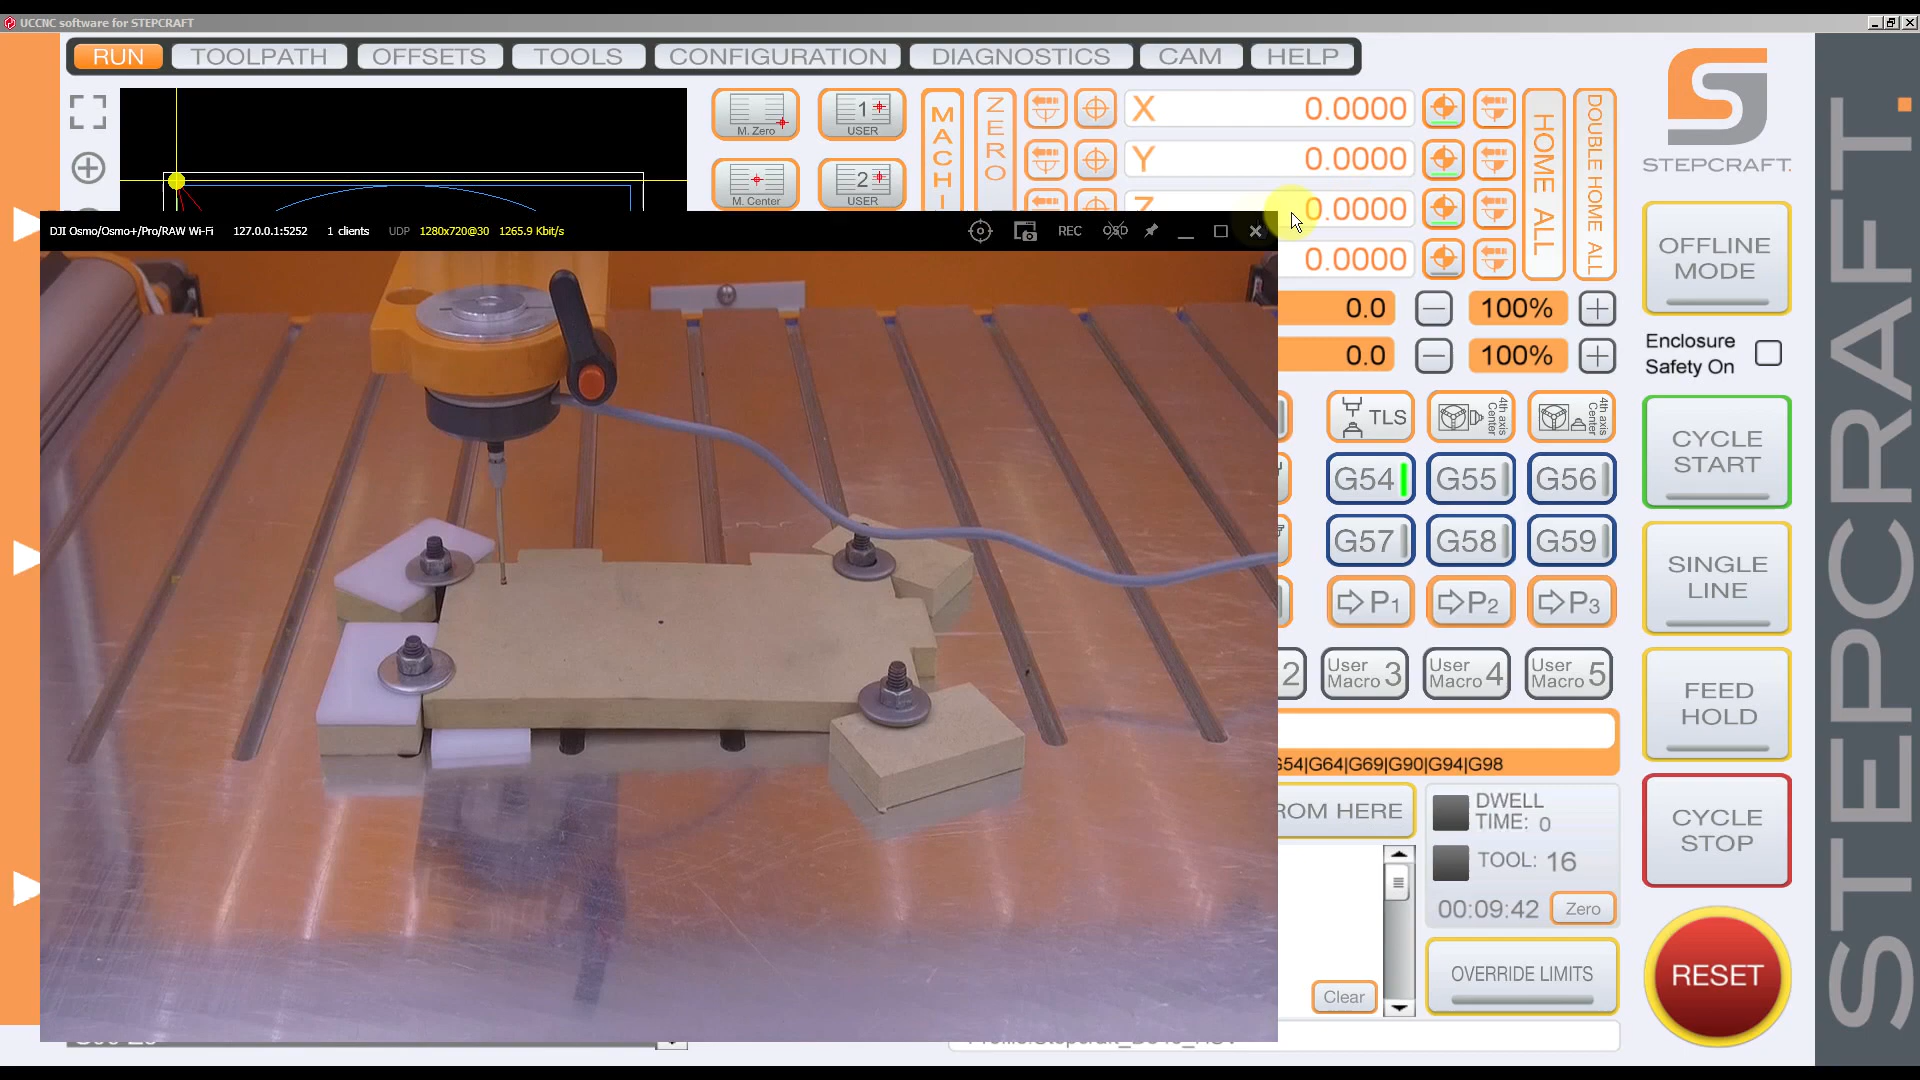 UCCNC software for STEPCRAFT
RUN TOOLPATH OFFSETS TOOLS CONFIGURATION DIAGNOSTICS CAM HELP
M. Zero
1 USER
M. Center
2 USER
MACHI
ZERO
X 0.0000
Y 0.0000
Z 0.0000
0.0000
HOME ALL
DOUBLE HOME ALL
STEPCRAFT
DJI Osmo/Osmo+/Pro/RAW Wi-Fi 127.0.0.1:5252 1 clients UDP 1280x720@30 1265.9 Kbit/s REC OSD
OFFLINE MODE
0.0 100%
0.0 100%
Enclosure Safety On
TLS
4th axis Center
4th axis Center
CYCLE START
G54 G55 G56
G57 G58 G59
SINGLE LINE
P1 P2 P3
2
User Macro 3
User Macro 4
User Macro 5
FEED HOLD
G54|G64|G69|G90|G94|G98
ROM HERE
DWELL TIME: 0
TOOL: 16
CYCLE STOP
00:09:42 Zero
OVERRIDE LIMITS
Clear
RESET
STEPCRAFT